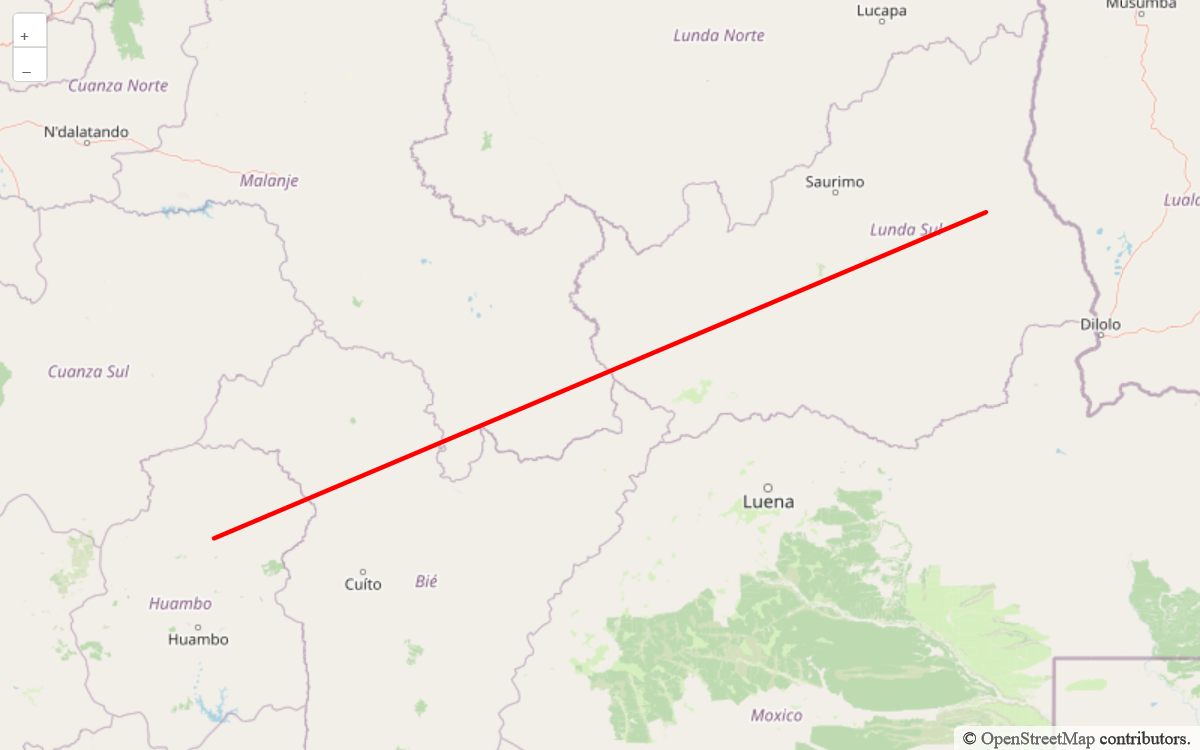 Musumba
Lucapa
Lunda Norte
+
–
Cuanza Norte
N'dalatando
Malanje
Saurimo
Lunda Sul
Dilolo
Cuanza Sul
Luena
Cuíto
Bié
Huambo
Huambo
Moxico
© OpenStreetMap contributors.